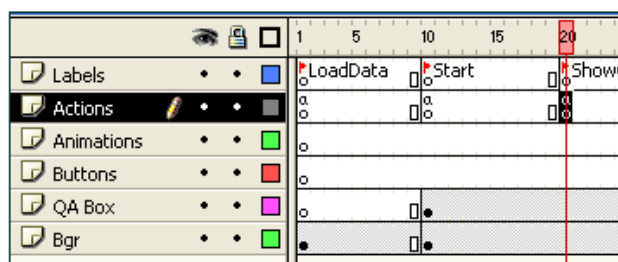 1 5 10 15 20
Labels LoadData Start Show
Actions a a a
Animations
Buttons
QA Box
Bgr